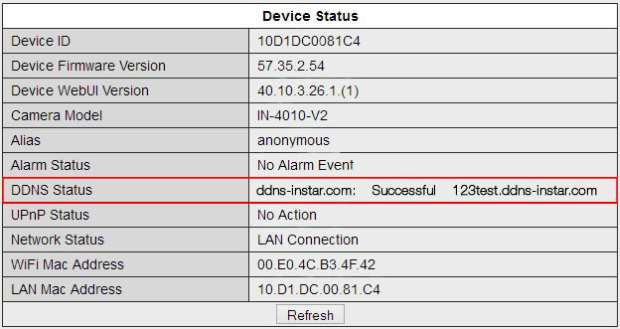 Device Status
Device ID 10D1DC0081C4
Device Firmware Version 57.35.2.54
Device WebUI Version 40.10.3.26.1.(1)
Camera Model IN-4010-V2
Alias anonymous
Alarm Status No Alarm Event
DDNS Status ddns-instar.com: Successful 123test.ddns-instar.com
UPnP Status No Action
Network Status LAN Connection
WiFi Mac Address 00.E0.4C.B3.4F.42
LAN Mac Address 10.D1.DC.00.81.C4
Refresh